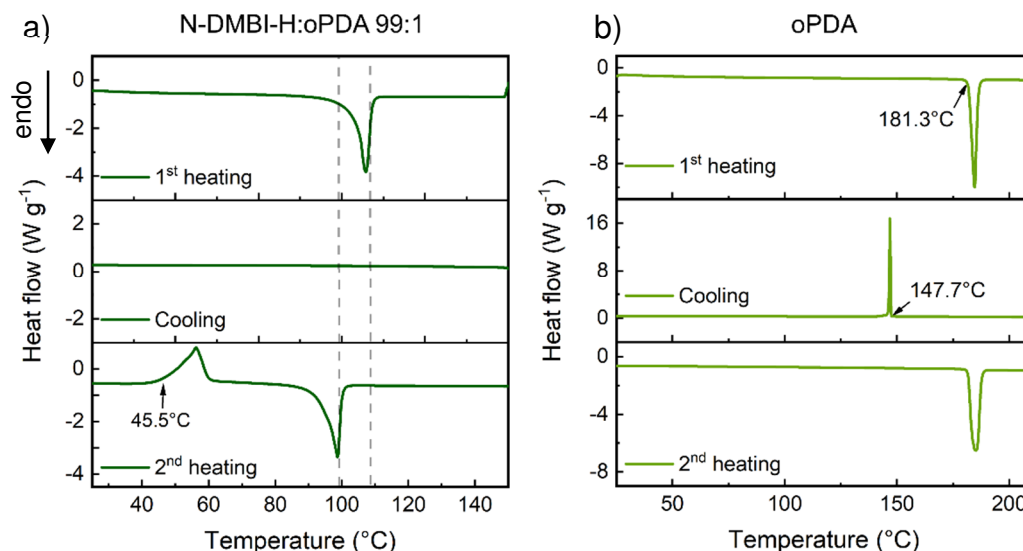 a)
N-DMBI-H:oPDA 99:1
endo
Heat flow (W g⁻¹)
0
-2
-4
1st heating
2
0
-2
Cooling
0
-2
-4
45.5°C
2nd heating
40 60 80 100 120 140
Temperature (°C)
b)
oPDA
Heat flow (W g⁻¹)
0
-4
-8
181.3°C
1st heating
16
8
0
Cooling
147.7°C
0
-4
-8
2nd heating
50 100 150 200
Temperature (°C)